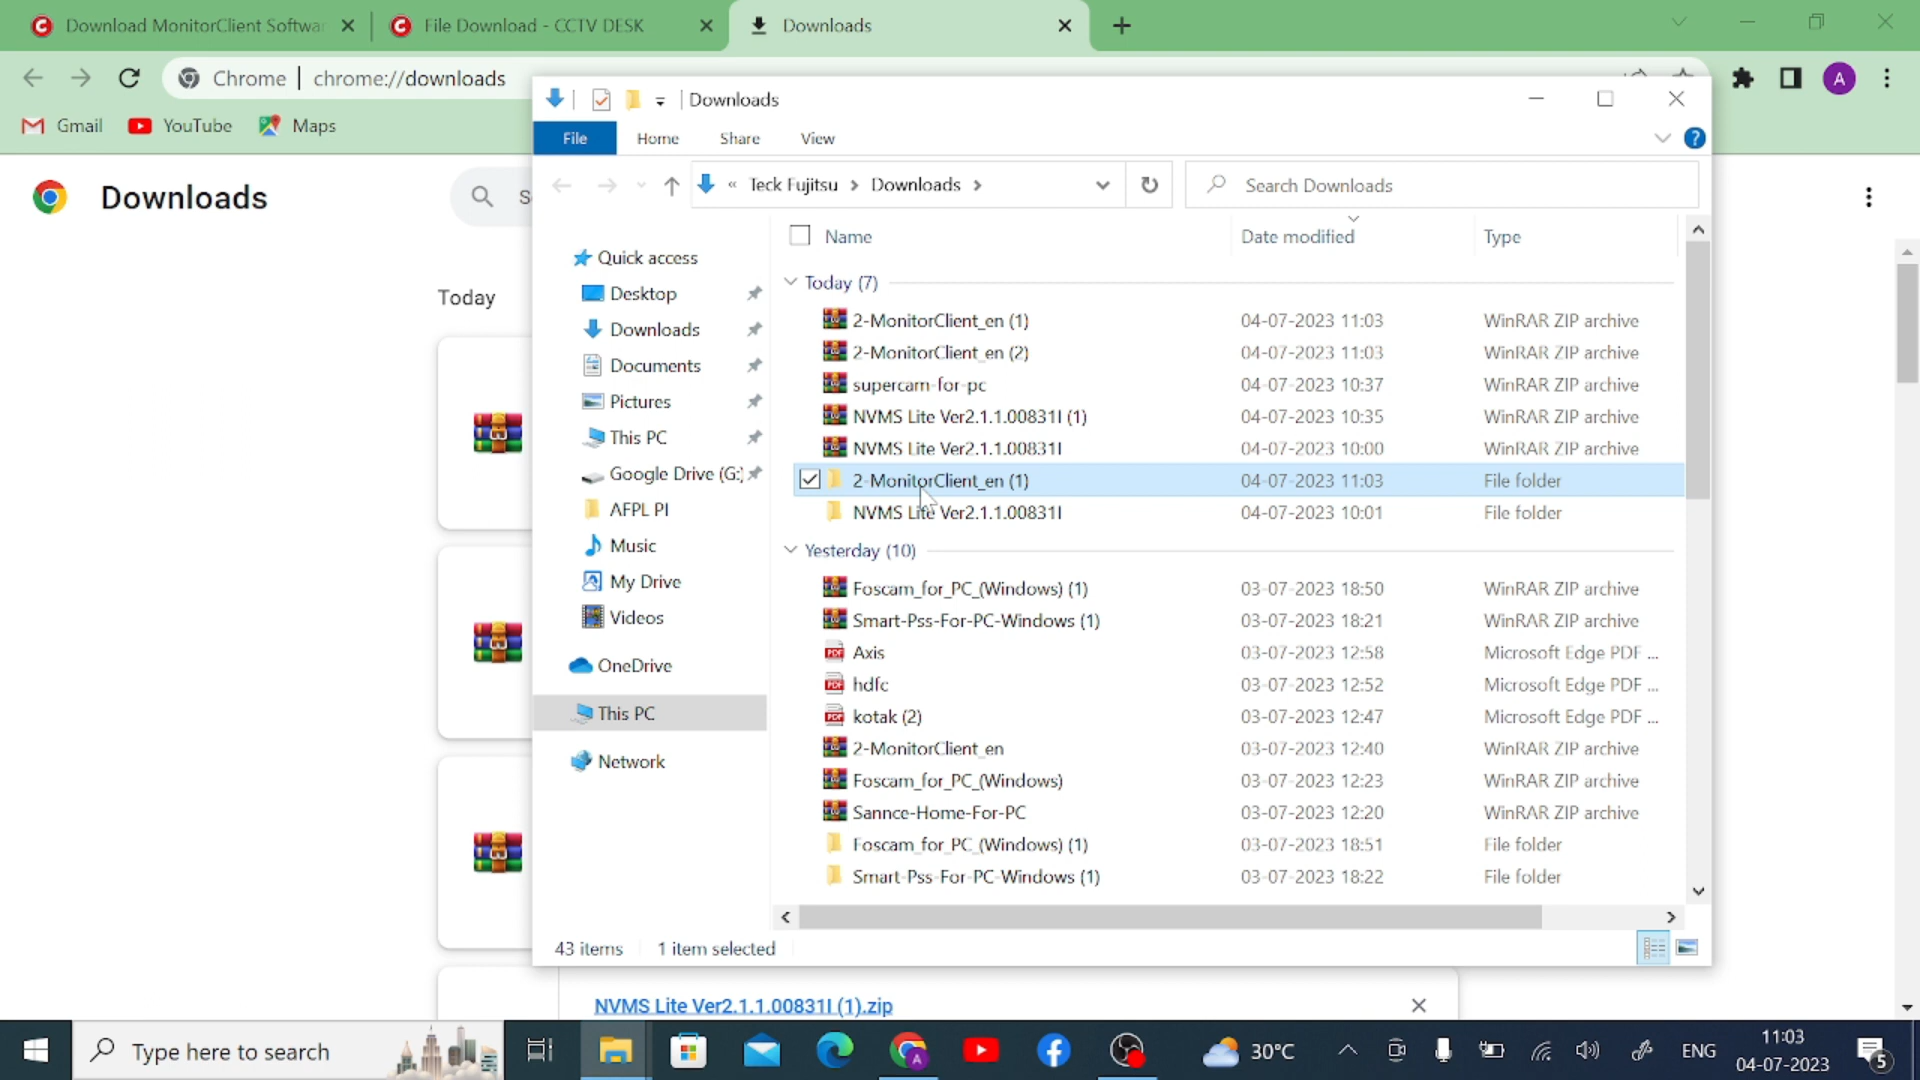 Download MonitorClient Softwar
File Download - CCTV DESK
Downloads
Chrome | chrome://downloads
Gmail
YouTube
Maps
A
Downloads
Today
Downloads
File
Home
Share
View
« Teck Fujitsu > Downloads >
Search Downloads
Quick access
Desktop
Downloads
Documents
Pictures
This PC
Google Drive (G:)
AFPL PI
Music
My Drive
Videos
OneDrive
This PC
Network
Name Date modified Type
Today (7)
2-MonitorClient_en (1) 04-07-2023 11:03 WinRAR ZIP archive
2-MonitorClient_en (2) 04-07-2023 11:03 WinRAR ZIP archive
supercam-for-pc 04-07-2023 10:37 WinRAR ZIP archive
NVMS Lite Ver2.1.1.00831I (1) 04-07-2023 10:35 WinRAR ZIP archive
NVMS Lite Ver2.1.1.00831I 04-07-2023 10:00 WinRAR ZIP archive
2-MonitorClient_en (1) 04-07-2023 11:03 File folder
NVMS Lite Ver2.1.1.00831I 04-07-2023 10:01 File folder
Yesterday (10)
Foscam_for_PC_(Windows) (1) 03-07-2023 18:50 WinRAR ZIP archive
Smart-Pss-For-PC-Windows (1) 03-07-2023 18:21 WinRAR ZIP archive
Axis 03-07-2023 12:58 Microsoft Edge PDF ...
hdfc 03-07-2023 12:52 Microsoft Edge PDF ...
kotak (2) 03-07-2023 12:47 Microsoft Edge PDF ...
2-MonitorClient_en 03-07-2023 12:40 WinRAR ZIP archive
Foscam_for_PC_(Windows) 03-07-2023 12:23 WinRAR ZIP archive
Sannce-Home-For-PC 03-07-2023 12:20 WinRAR ZIP archive
Foscam_for_PC_(Windows) (1) 03-07-2023 18:51 File folder
Smart-Pss-For-PC-Windows (1) 03-07-2023 18:22 File folder
43 items 1 item selected
NVMS Lite Ver2.1.1.00831I (1).zip
Type here to search
30°C
ENG
11:03
04-07-2023
5